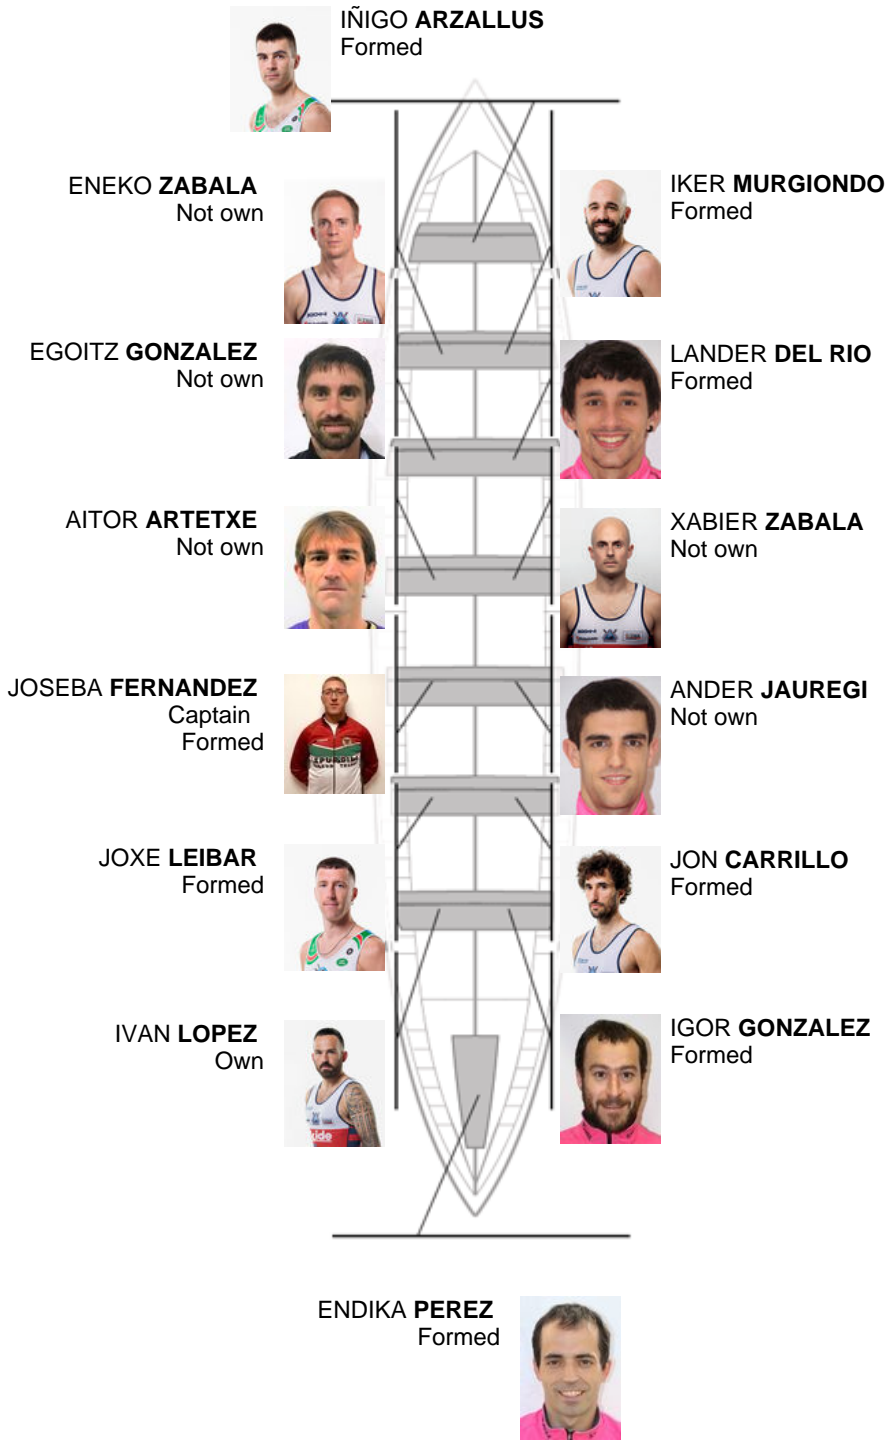 IÑIGO ARZALLUS
Formed
ENEKO ZABALA
Not own
IKER MURGIONDO
Formed
EGOITZ GONZALEZ
Not own
LANDER DEL RIO
Formed
AITOR ARTETXE
Not own
XABIER ZABALA
Not own
JOSEBA FERNANDEZ
Captain
Formed
ANDER JAUREGI
Not own
JOXE LEIBAR
Formed
JON CARRILLO
Formed
IVAN LOPEZ
Own
IGOR GONZALEZ
Formed
ENDIKA PEREZ
Formed